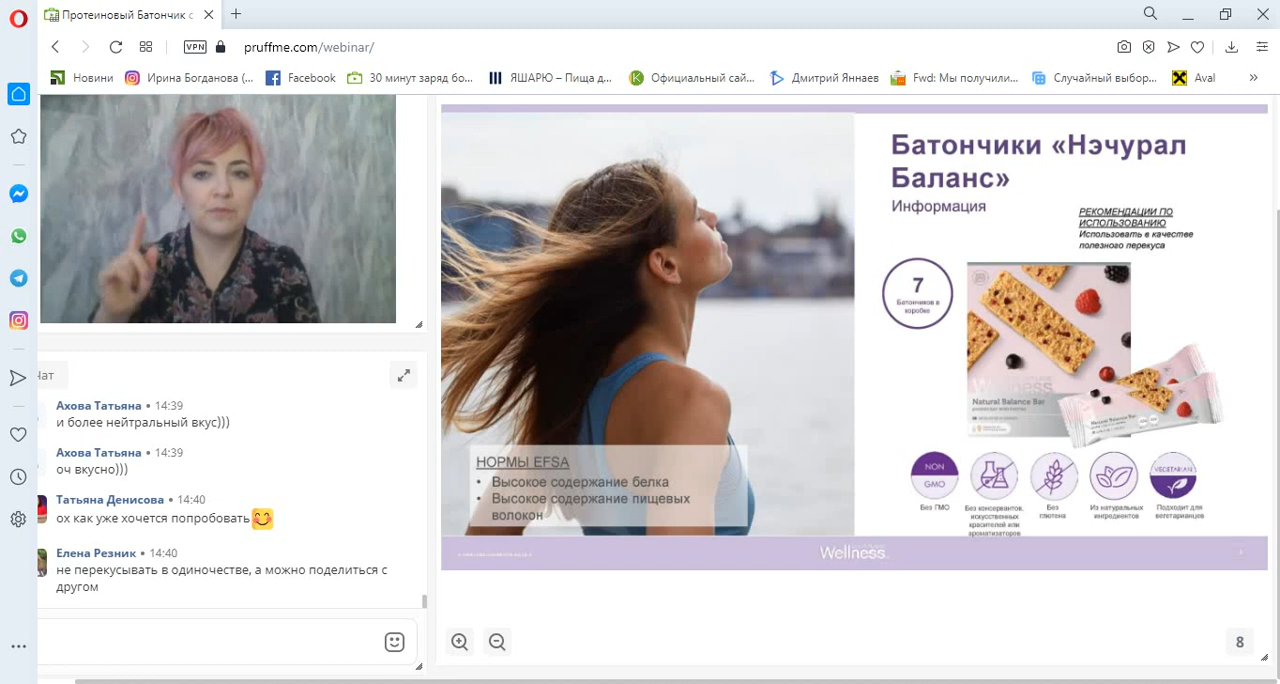 Протеиновый Батончик с
VPN
pruffme.com/webinar/
Новини
Ирина Богданова (...
Facebook
30 минут заряд бо...
ЯШАРЮ – Пища д...
Официальный сай...
Дмитрий Яннаев
Fwd: Мы получили...
Случайный выбор...
Aval
Чат
Ахова Татьяна • 14:39
и более нейтральный вкус)))
Ахова Татьяна • 14:39
оч вкусно)))
Татьяна Денисова • 14:40
ох как уже хочется попробовать
Елена Резник • 14:40
не перекусывать в одиночестве, а можно поделиться с
другом
Батончики «Нэчурал
Баланс»
Информация
РЕКОМЕНДАЦИИ ПО
ИСПОЛЬЗОВАНИЮ
Использовать в качестве
полезного перекуса
7
Батончиков в
коробке
Wellness
Natural Balance Bar
Natural Balance Bar
НОРМЫ EFSA
• Высокое содержание белка
• Высокое содержание пищевых
волокон
NON
GMO
VEGETARIAN
Без ГМО
Без консервантов,
искусственных
красителей или
ароматизаторов
Без
глютена
Из натуральных
ингредиентов
Подходит для
вегетарианцев
Wellness
8